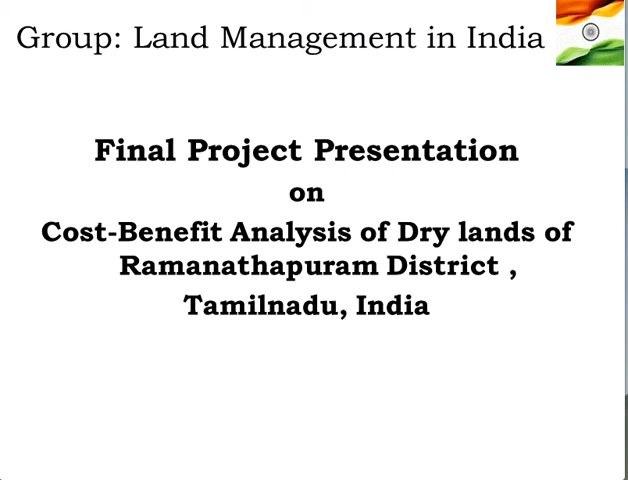 Group: Land Management in India
Final Project Presentation
on
Cost-Benefit Analysis of Dry lands of
Ramanathapuram District ,
Tamilnadu, India